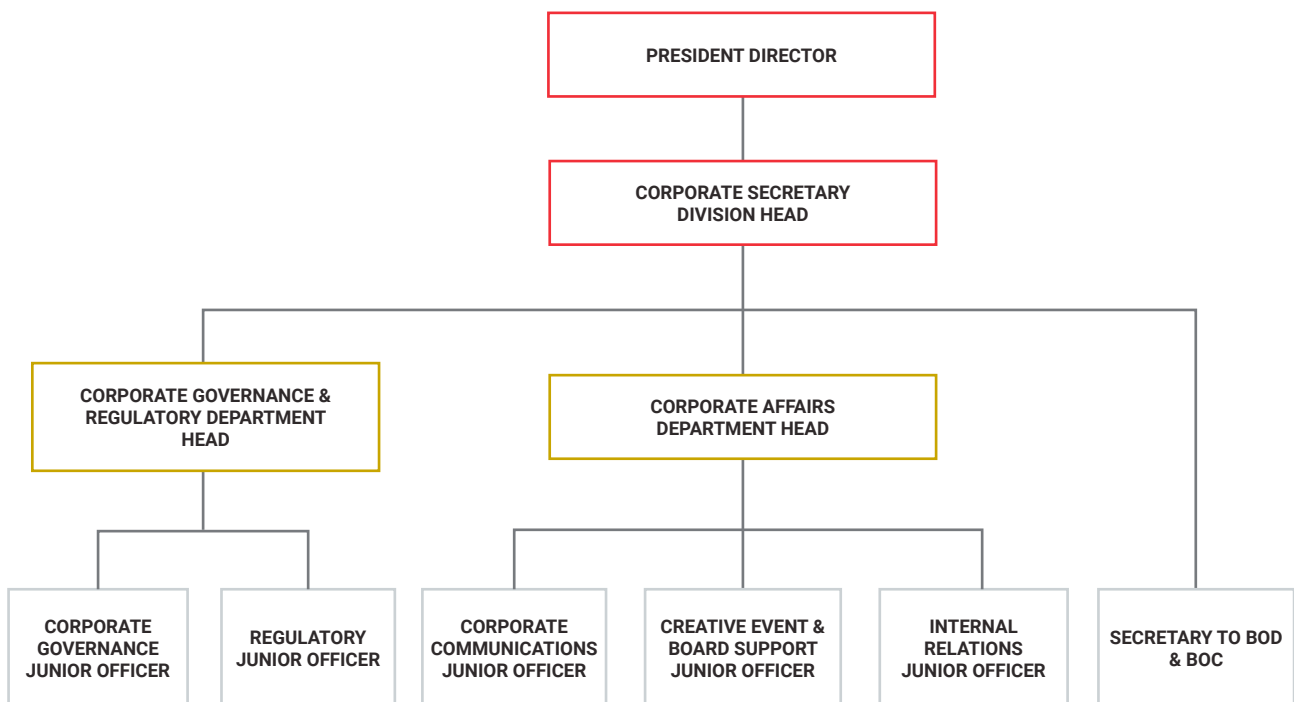 PRESIDENT DIRECTOR
CORPORATE SECRETARY
DIVISION HEAD
CORPORATE GOVERNANCE &
REGULATORY DEPARTMENT
HEAD
CORPORATE AFFAIRS
DEPARTMENT HEAD
CORPORATE
GOVERNANCE
JUNIOR OFFICER
REGULATORY
JUNIOR OFFICER
CORPORATE
COMMUNICATIONS
JUNIOR OFFICER
CREATIVE EVENT &
BOARD SUPPORT
JUNIOR OFFICER
INTERNAL
RELATIONS
JUNIOR OFFICER
SECRETARY TO BOD
& BOC